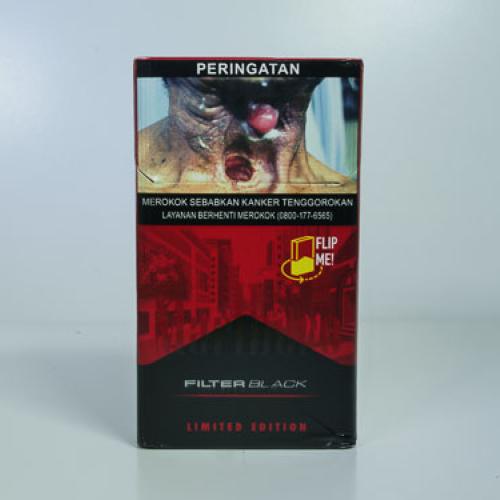 PERINGATAN
MEROKOK SEBABKAN KANKER TENGGOROKAN
LAYANAN BERHENTI MEROKOK (0800-177-6565)
FLIP
ME!
FILTER BLACK
LIMITED EDITION